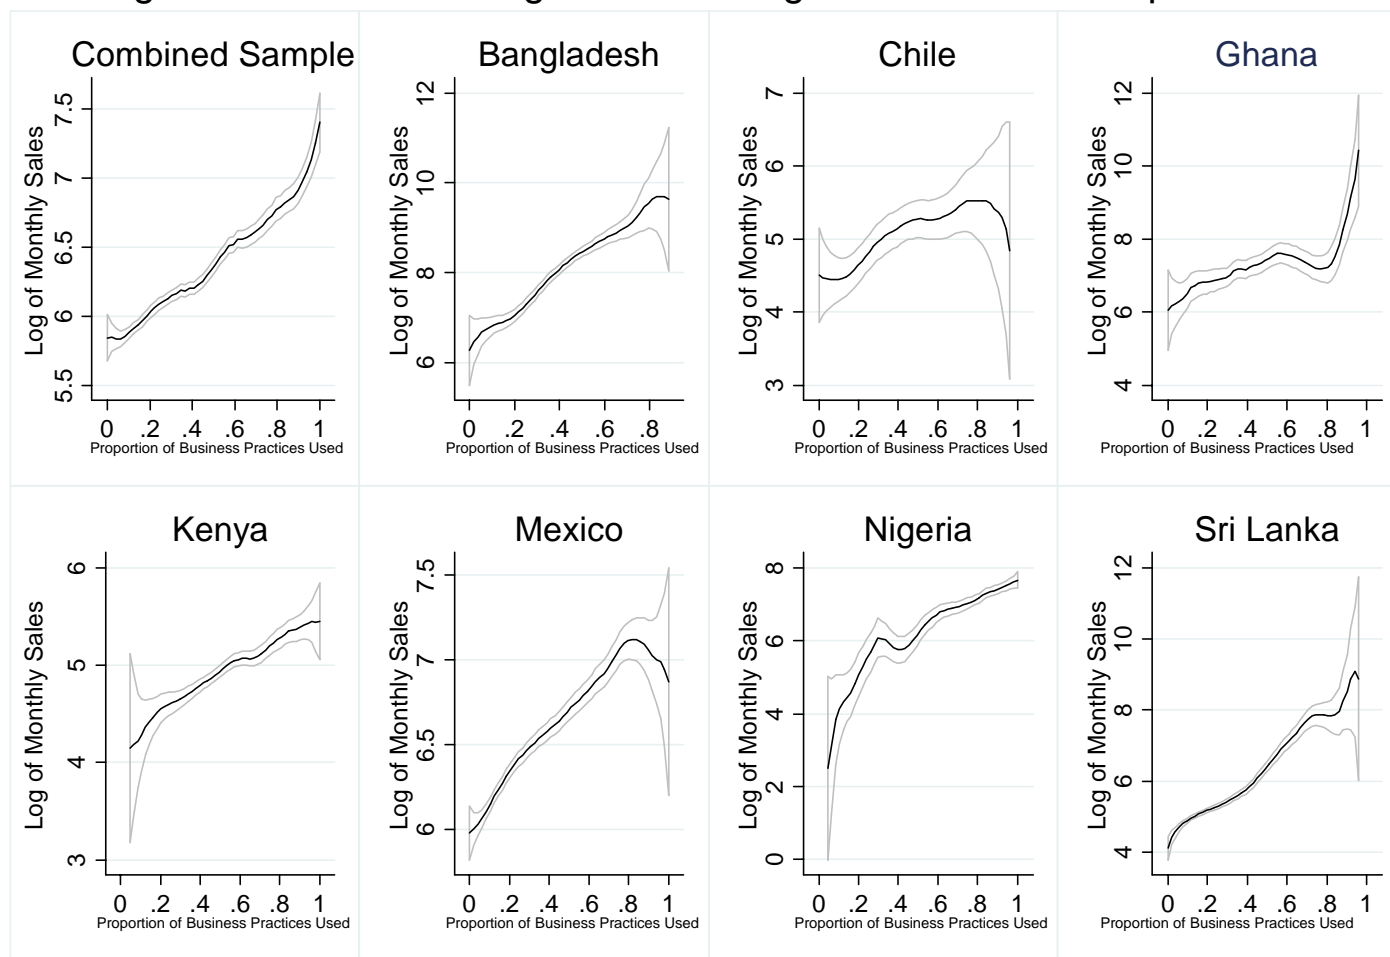 Combined Sample
Bangladesh
Chile
Ghana
Log of Monthly Sales
5.5 6 6.5 7 7.5
0 .2 .4 .6 .8 1
Proportion of Business Practices Used
Log of Monthly Sales
6 8 10 12
0 .2 .4 .6 .8
Proportion of Business Practices Used
Log of Monthly Sales
3 4 5 6 7
0 .2 .4 .6 .8 1
Proportion of Business Practices Used
Log of Monthly Sales
4 6 8 10 12
0 .2 .4 .6 .8 1
Proportion of Business Practices Used
Kenya
Mexico
Nigeria
Sri Lanka
Log of Monthly Sales
3 4 5 6
0 .2 .4 .6 .8 1
Proportion of Business Practices Used
Log of Monthly Sales
6 6.5 7 7.5
0 .2 .4 .6 .8 1
Proportion of Business Practices Used
Log of Monthly Sales
0 2 4 6 8
0 .2 .4 .6 .8 1
Proportion of Business Practices Used
Log of Monthly Sales
4 6 8 10 12
0 .2 .4 .6 .8 1
Proportion of Business Practices Used